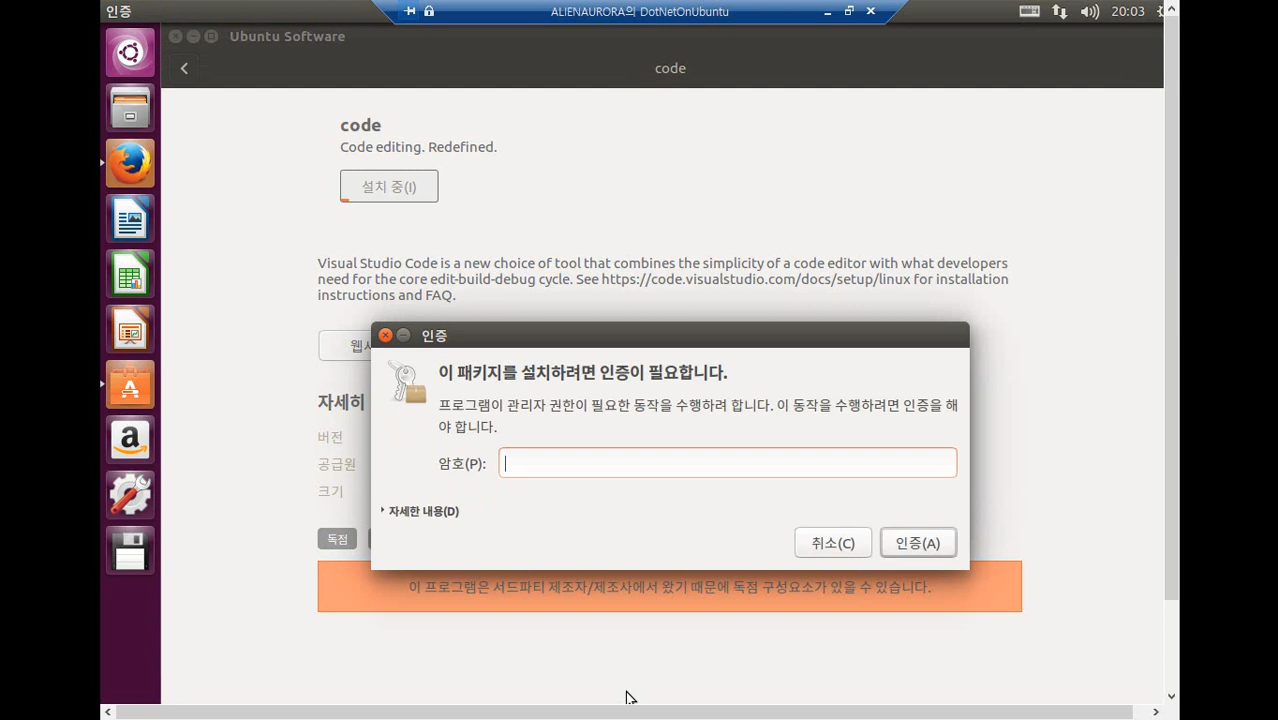 인증
ALIENAURORA의 DotNetOnUbuntu
20:03
Ubuntu Software
code
code
Code editing. Redefined.
설치 중(I)
Visual Studio Code is a new choice of tool that combines the simplicity of a code editor with what developers
need for the core edit-build-debug cycle. See https://code.visualstudio.com/docs/setup/linux for installation
instructions and FAQ.
웹사
인증
이 패키지를 설치하려면 인증이 필요합니다.
프로그램이 관리자 권한이 필요한 동작을 수행하려 합니다. 이 동작을 수행하려면 인증을 해
야 합니다.
암호(P):
자세한 내용(D)
취소(C)
인증(A)
자세히
버전
공급원
크기
독점
이 프로그램은 서드파티 제조자/제조사에서 왔기 때문에 독점 구성요소가 있을 수 있습니다.